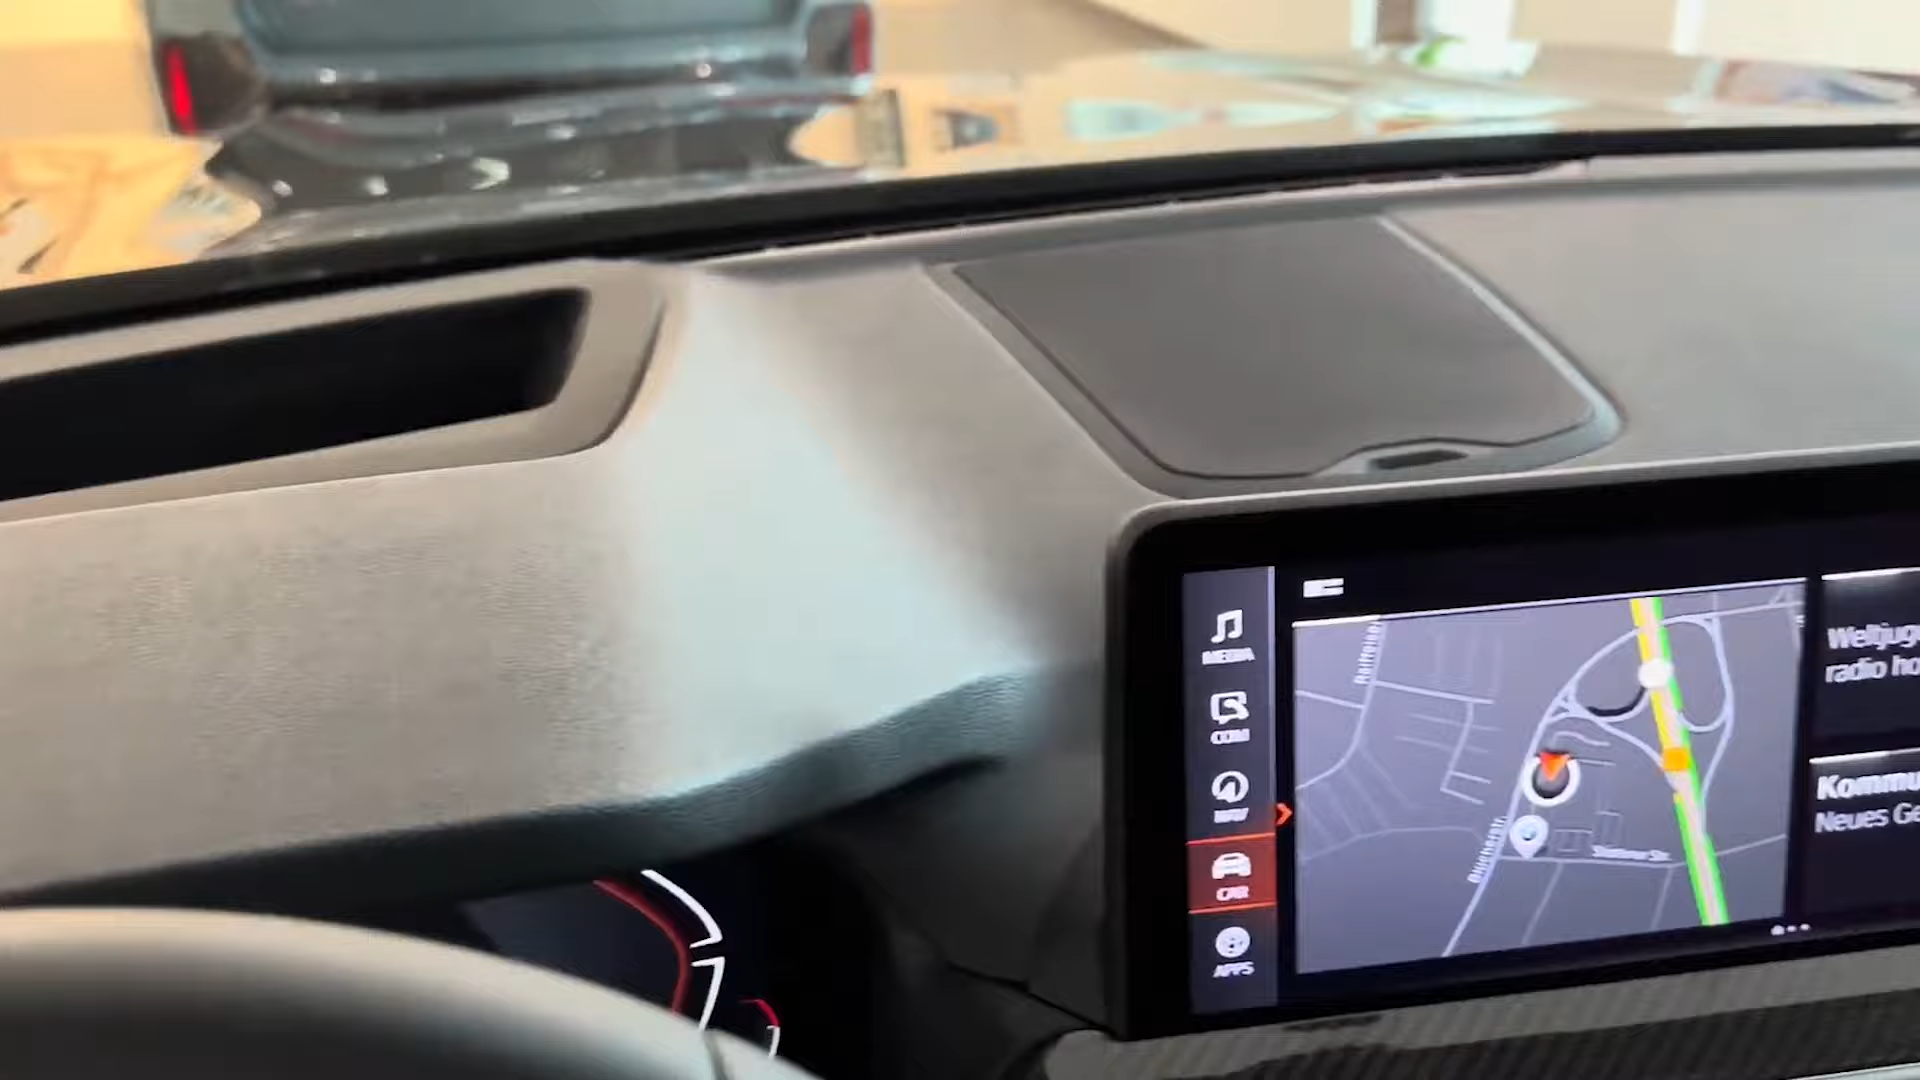 MEDIA
COM
NAV
CAR
APPS
Weltjug
radio ho
Kommu
Neues Ge